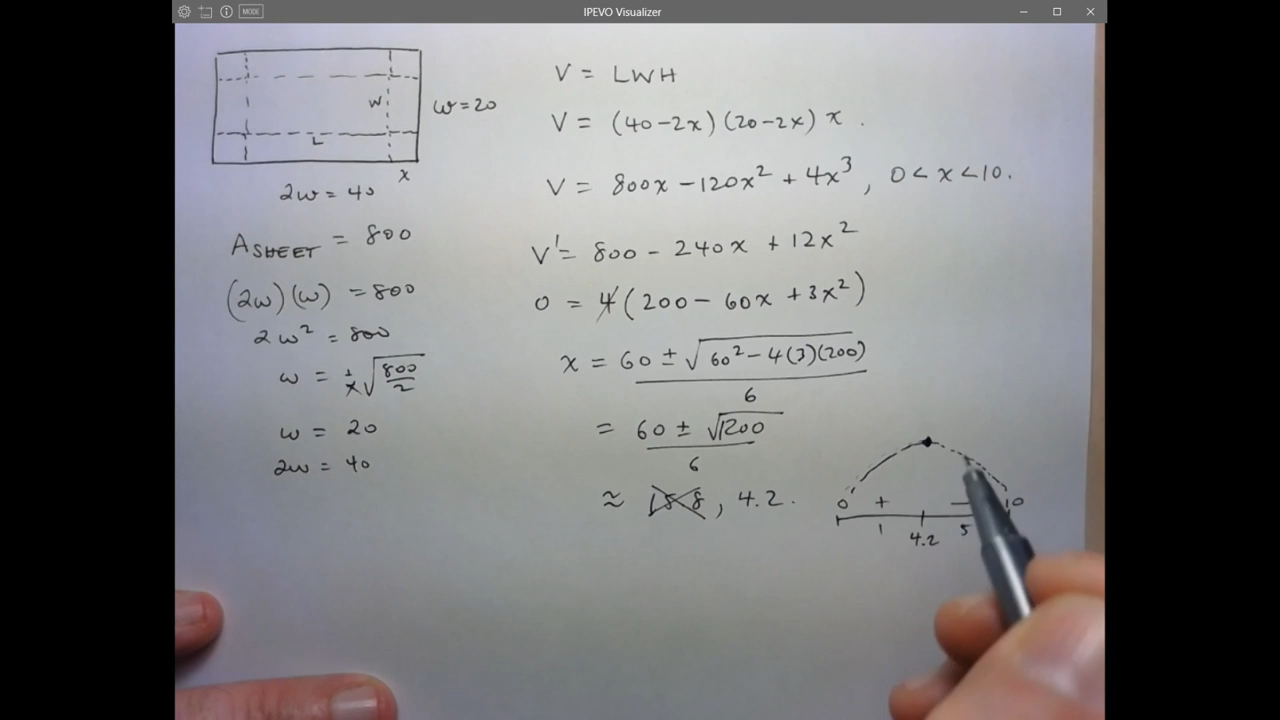 MODE
IPEVO Visualizer
W
w = 20
L
x
2w = 40
A SHEET = 800
(2w)(w) = 800
2w² = 800
w = ± √(800/2)
w = 20
2w = 40
V = LWH
V = (40-2x)(20-2x) x .
V = 800x - 120x² + 4x³ , 0 < x < 10.
V' = 800 - 240x + 12x²
0 = 4(200 - 60x + 3x²)
x = 60 ± √(60² - 4(3)(200))
6
= 60 ± √1200
6
≈ 15.8 , 4.2 .
0 + — 10
1 4.2 5